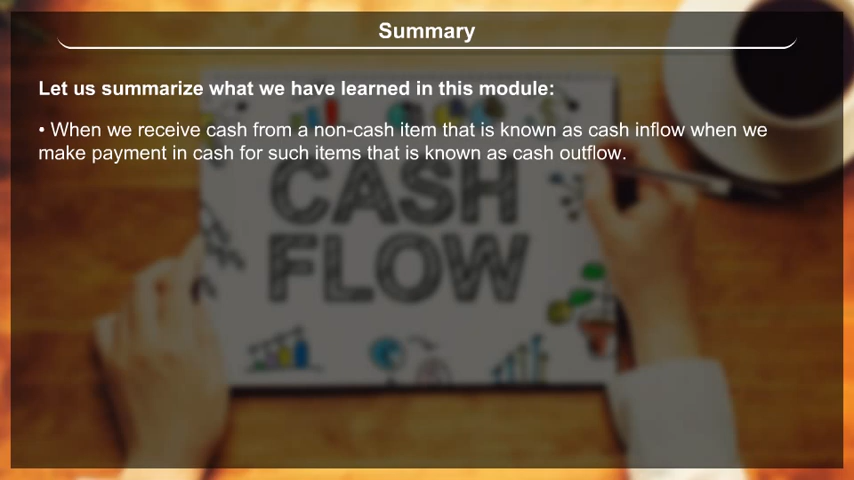 Summary
Let us summarize what we have learned in this module:
• When we receive cash from a non-cash item that is known as cash inflow when we
make payment in cash for such items that is known as cash outflow.
CASH
FLOW